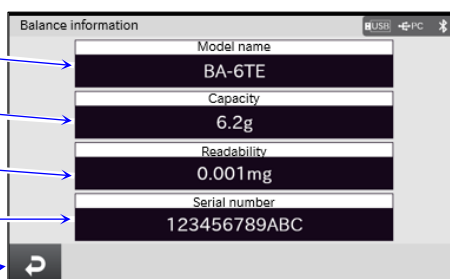 Balance information
USB PC
Model name
BA-6TE
Capacity
6.2g
Readability
0.001mg
Serial number
123456789ABC